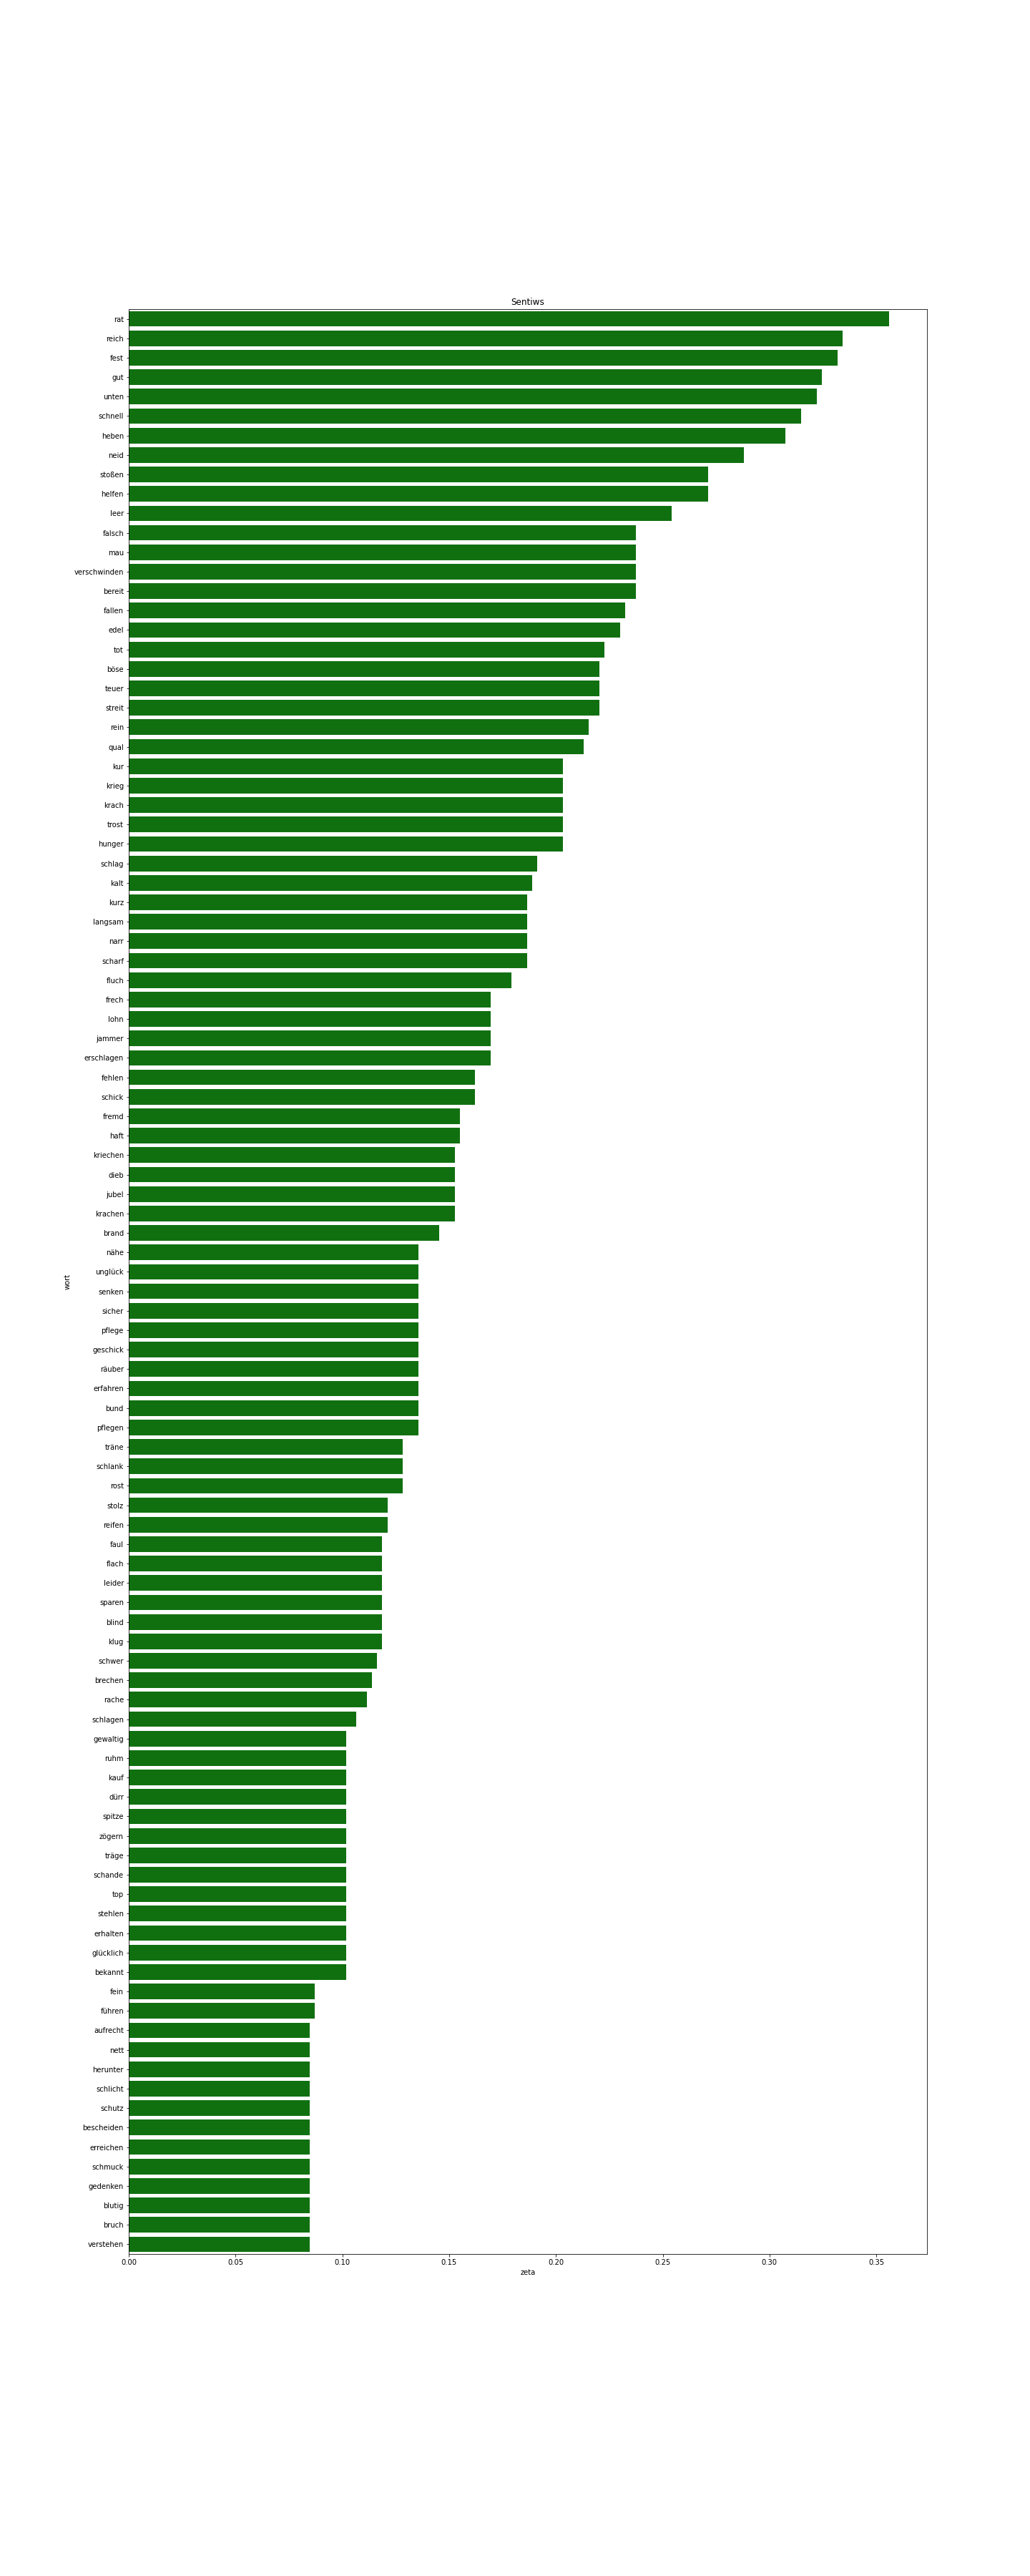 Sentiws
rat
reich
fest
gut
unten
schnell
heben
neid
stoßen
helfen
leer
falsch
mau
verschwinden
bereit
fallen
edel
tot
böse
teuer
streit
rein
qual
kur
krieg
krach
trost
hunger
schlag
kalt
kurz
langsam
narr
scharf
fluch
frech
lohn
jammer
erschlagen
fehlen
schick
fremd
haft
kriechen
dieb
jubel
krachen
brand
nähe
unglück
senken
sicher
pflege
geschick
räuber
erfahren
bund
pflegen
träne
schlank
rost
stolz
reifen
faul
flach
leider
sparen
blind
klug
schwer
brechen
rache
schlagen
gewaltig
ruhm
kauf
dürr
spitze
zögern
träge
schande
top
stehlen
erhalten
glücklich
bekannt
fein
führen
aufrecht
nett
herunter
schlicht
schutz
bescheiden
erreichen
schmuck
gedenken
blutig
bruch
verstehen
wort
0.00 0.05 0.10 0.15 0.20 0.25 0.30 0.35
zeta